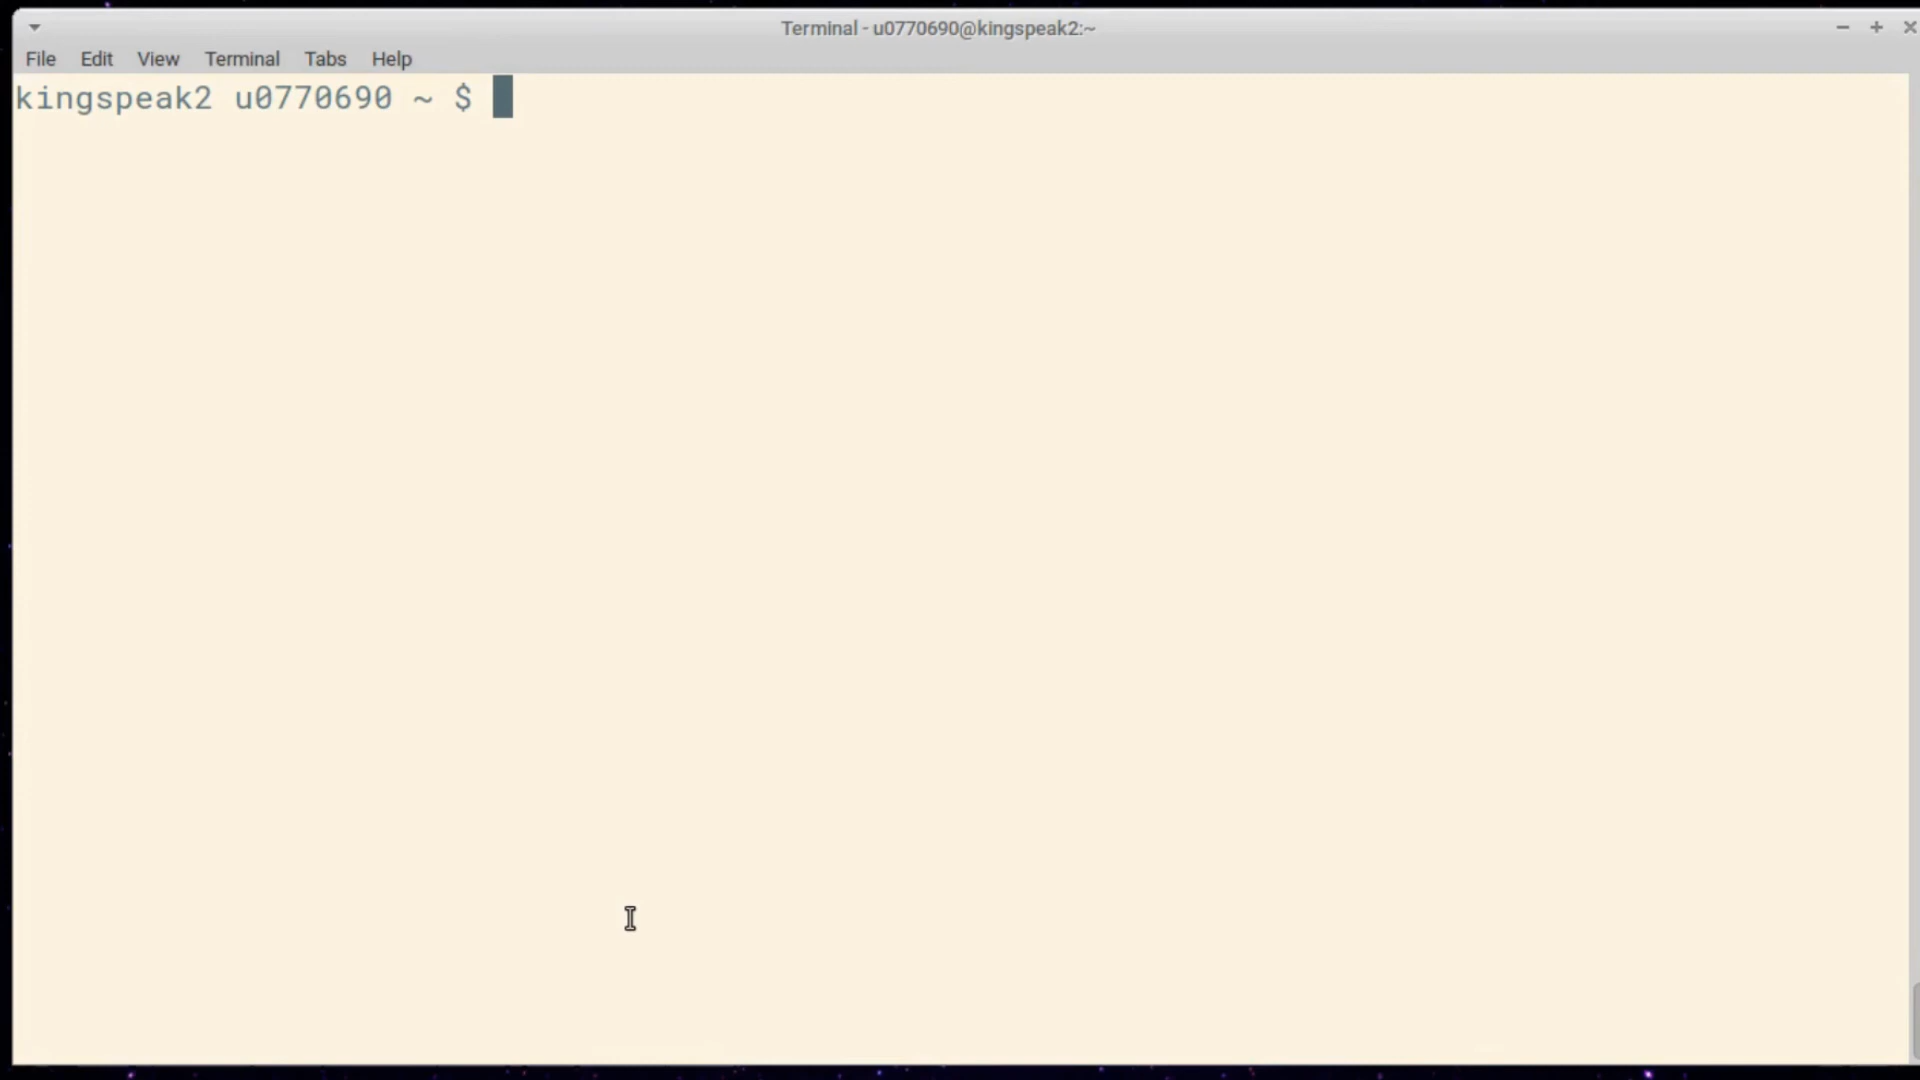 Terminal - u0770690@kingspeak2:~
File Edit View Terminal Tabs Help
kingspeak2 u0770690 ~ $